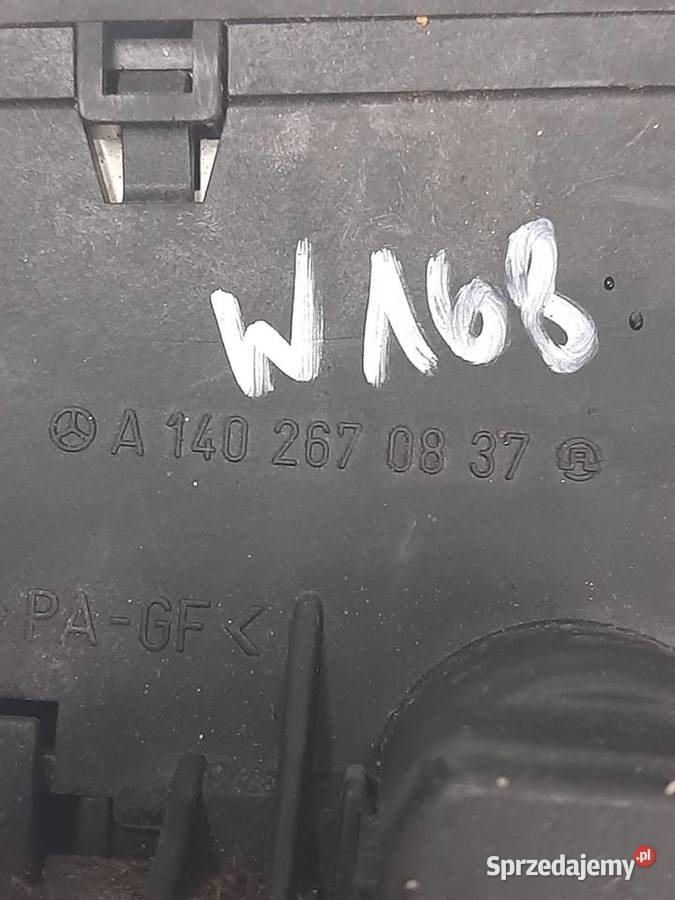 W168
A 140 267 08 37
PA-GF<
Sprzedajemy.pl